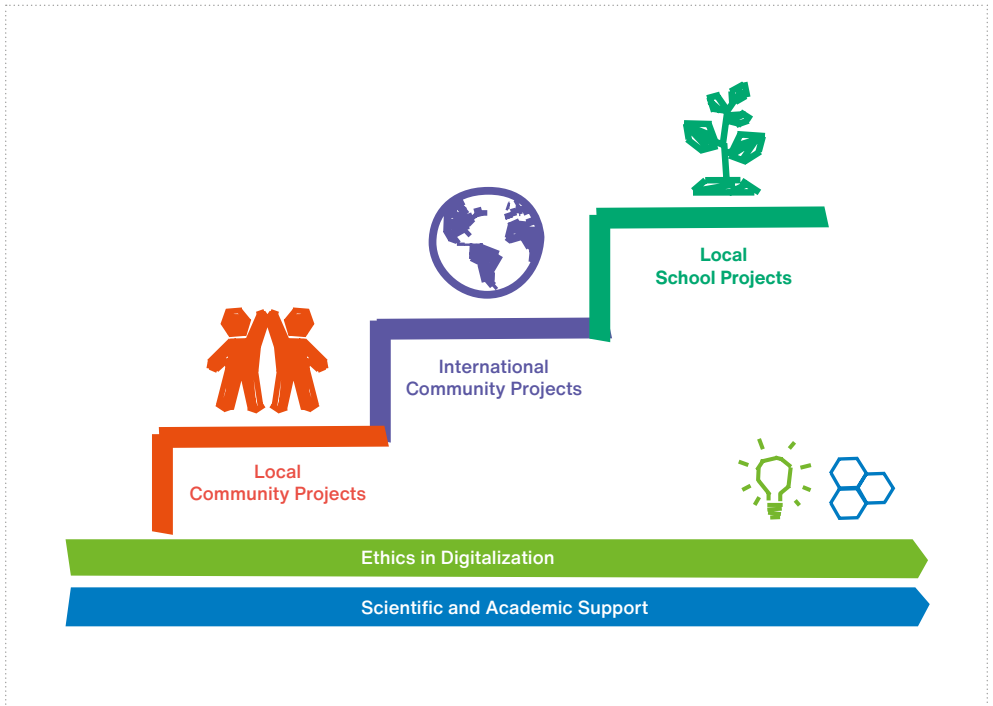 Local
School Projects
International
Community Projects
Local
Community Projects
Ethics in Digitalization
Scientific and Academic Support